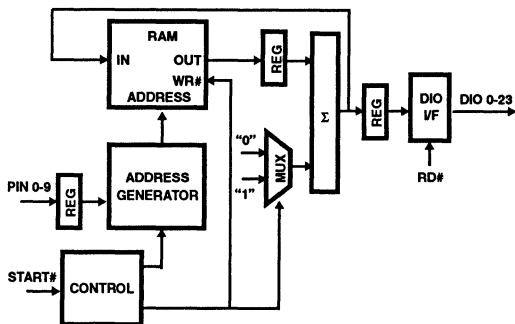 RAM
IN
OUT
WR#
ADDRESS
REG
Σ
REG
DIO
I/F
DIO 0-23
RD#
"0"
"1"
MUX
ADDRESS
GENERATOR
PIN 0-9
REG
START#
CONTROL